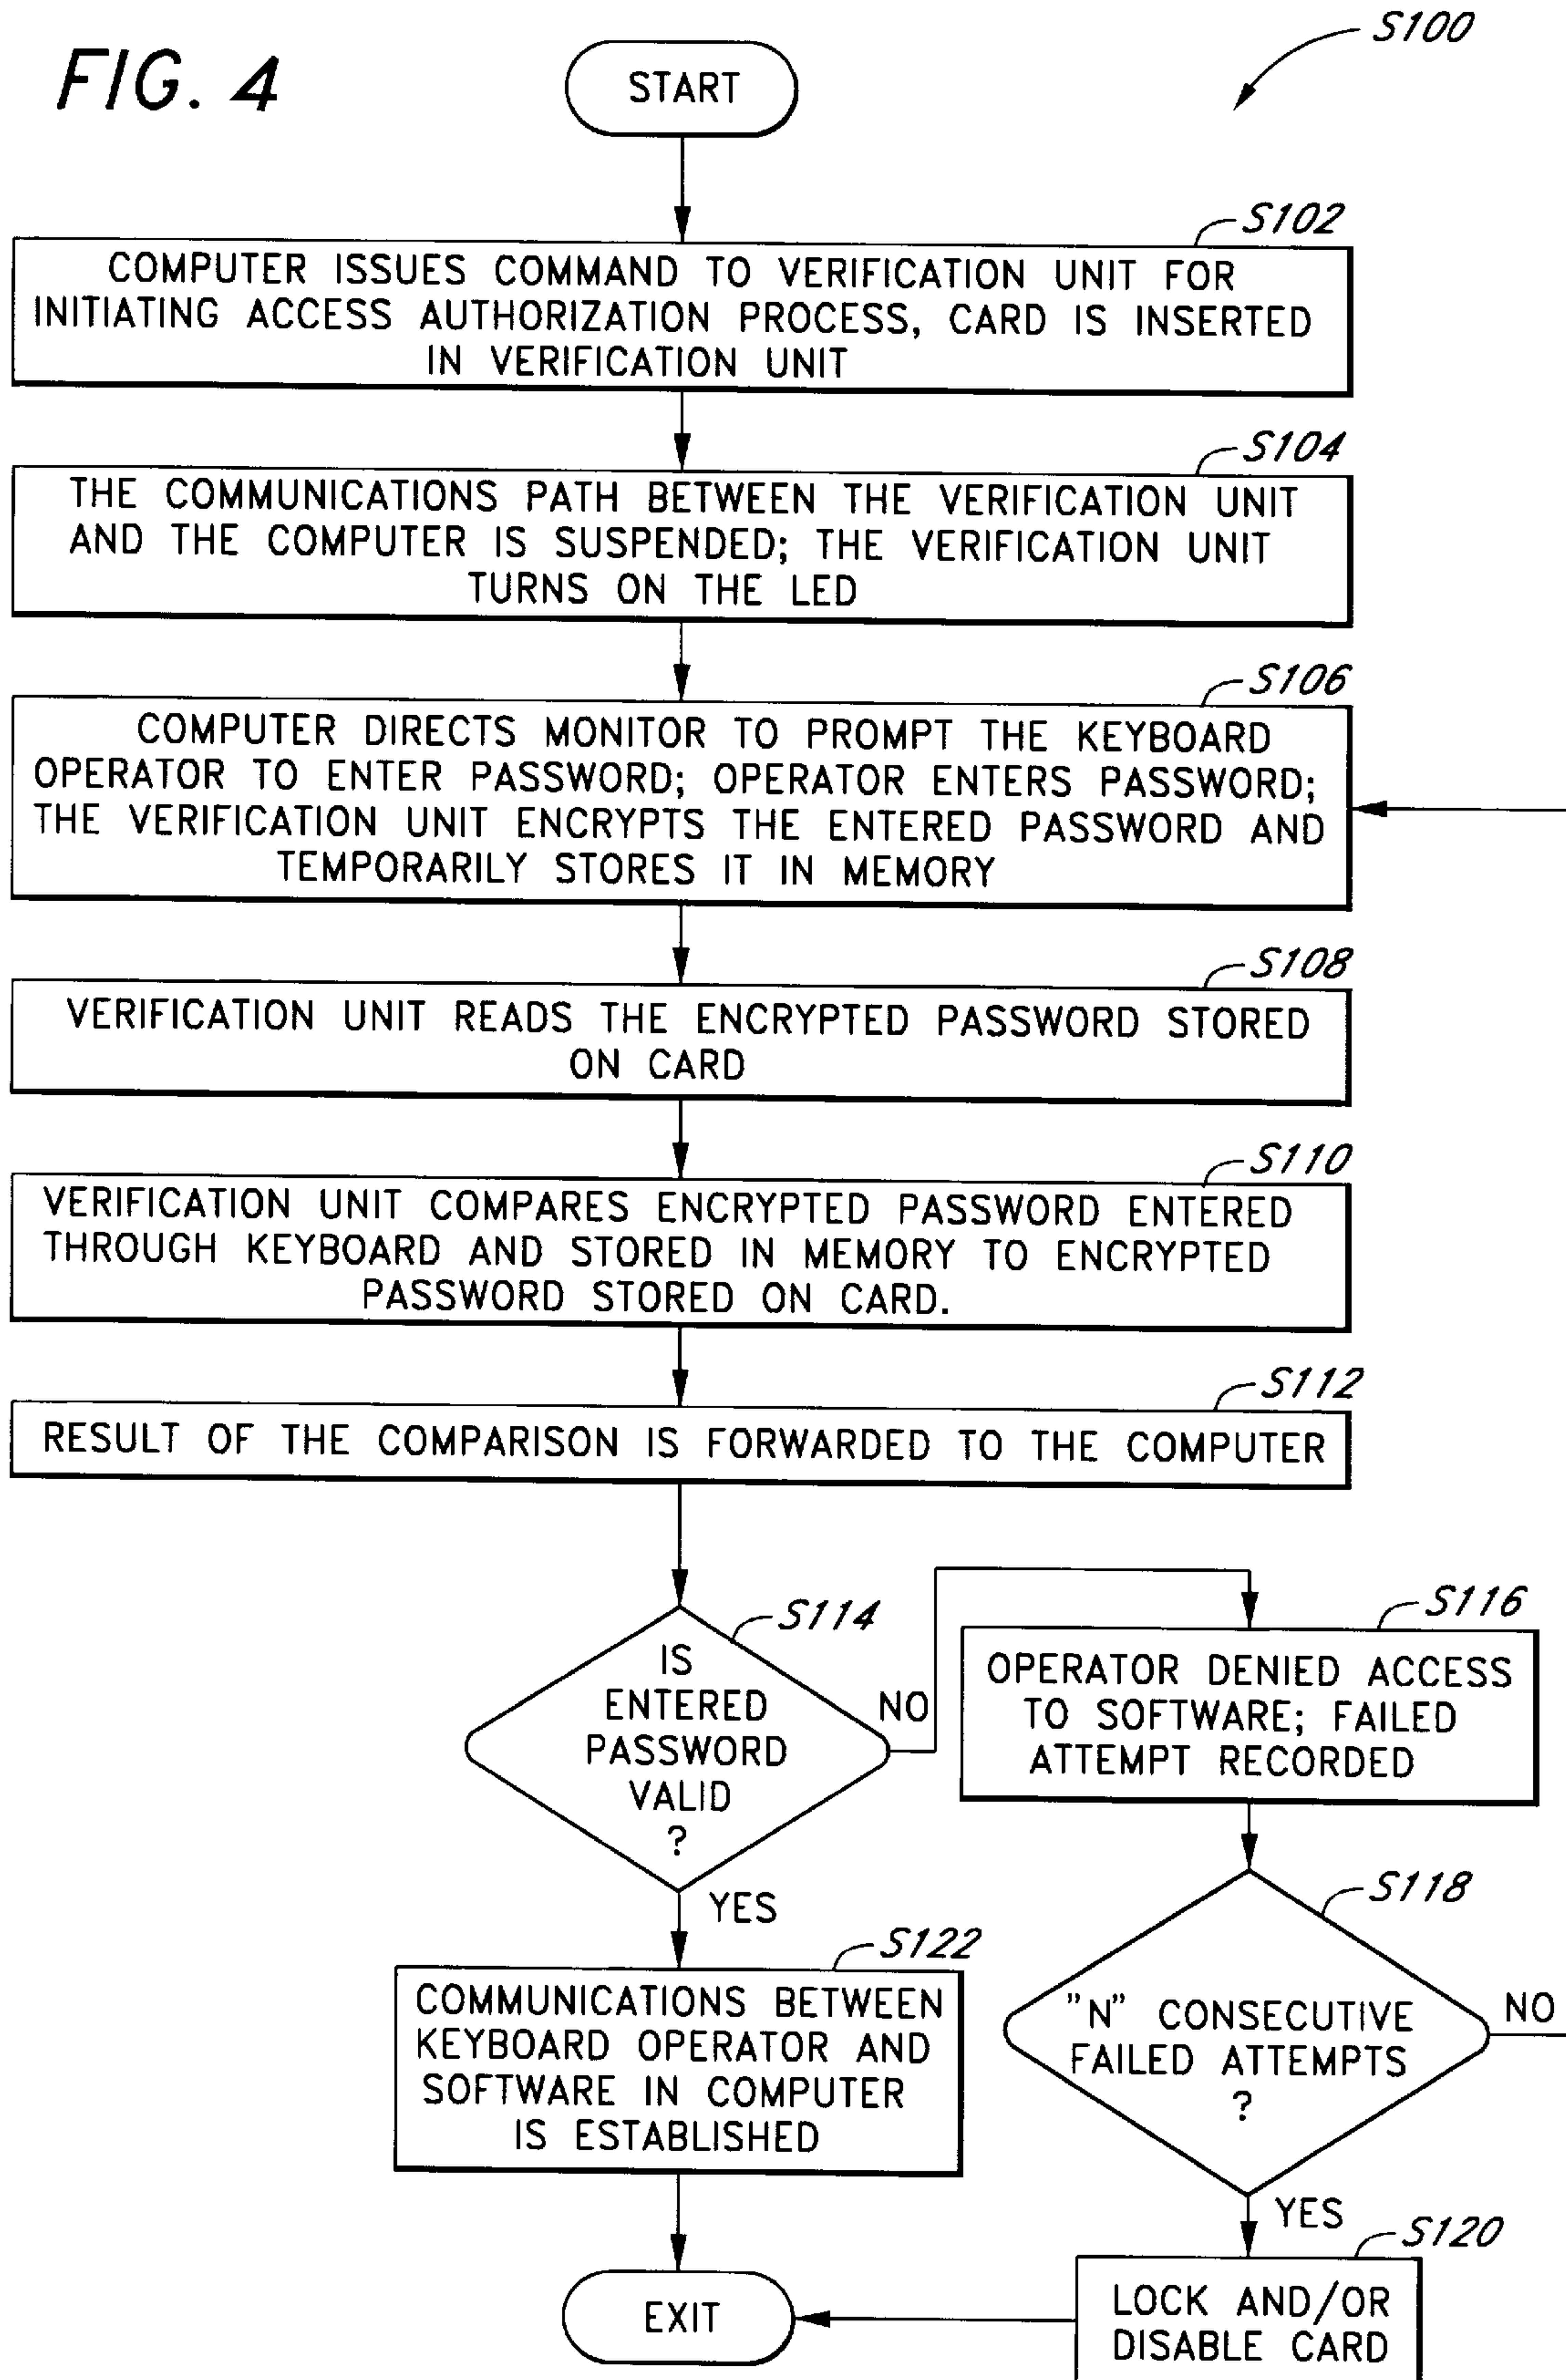 FIG. 4
START
S100
S102
COMPUTER ISSUES COMMAND TO VERIFICATION UNIT FOR
INITIATING ACCESS AUTHORIZATION PROCESS, CARD IS INSERTED
IN VERIFICATION UNIT
S104
THE COMMUNICATIONS PATH BETWEEN THE VERIFICATION UNIT
AND THE COMPUTER IS SUSPENDED; THE VERIFICATION UNIT
TURNS ON THE LED
S106
COMPUTER DIRECTS MONITOR TO PROMPT THE KEYBOARD
OPERATOR TO ENTER PASSWORD; OPERATOR ENTERS PASSWORD;
THE VERIFICATION UNIT ENCRYPTS THE ENTERED PASSWORD AND
TEMPORARILY STORES IT IN MEMORY
S108
VERIFICATION UNIT READS THE ENCRYPTED PASSWORD STORED
ON CARD
S110
VERIFICATION UNIT COMPARES ENCRYPTED PASSWORD ENTERED
THROUGH KEYBOARD AND STORED IN MEMORY TO ENCRYPTED
PASSWORD STORED ON CARD.
S112
RESULT OF THE COMPARISON IS FORWARDED TO THE COMPUTER
S114
IS
ENTERED
PASSWORD
VALID
?
NO
YES
S116
OPERATOR DENIED ACCESS
TO SOFTWARE; FAILED
ATTEMPT RECORDED
S118
"N" CONSECUTIVE
FAILED ATTEMPTS
?
NO
YES
S122
COMMUNICATIONS BETWEEN
KEYBOARD OPERATOR AND
SOFTWARE IN COMPUTER
IS ESTABLISHED
S120
LOCK AND/OR
DISABLE CARD
EXIT